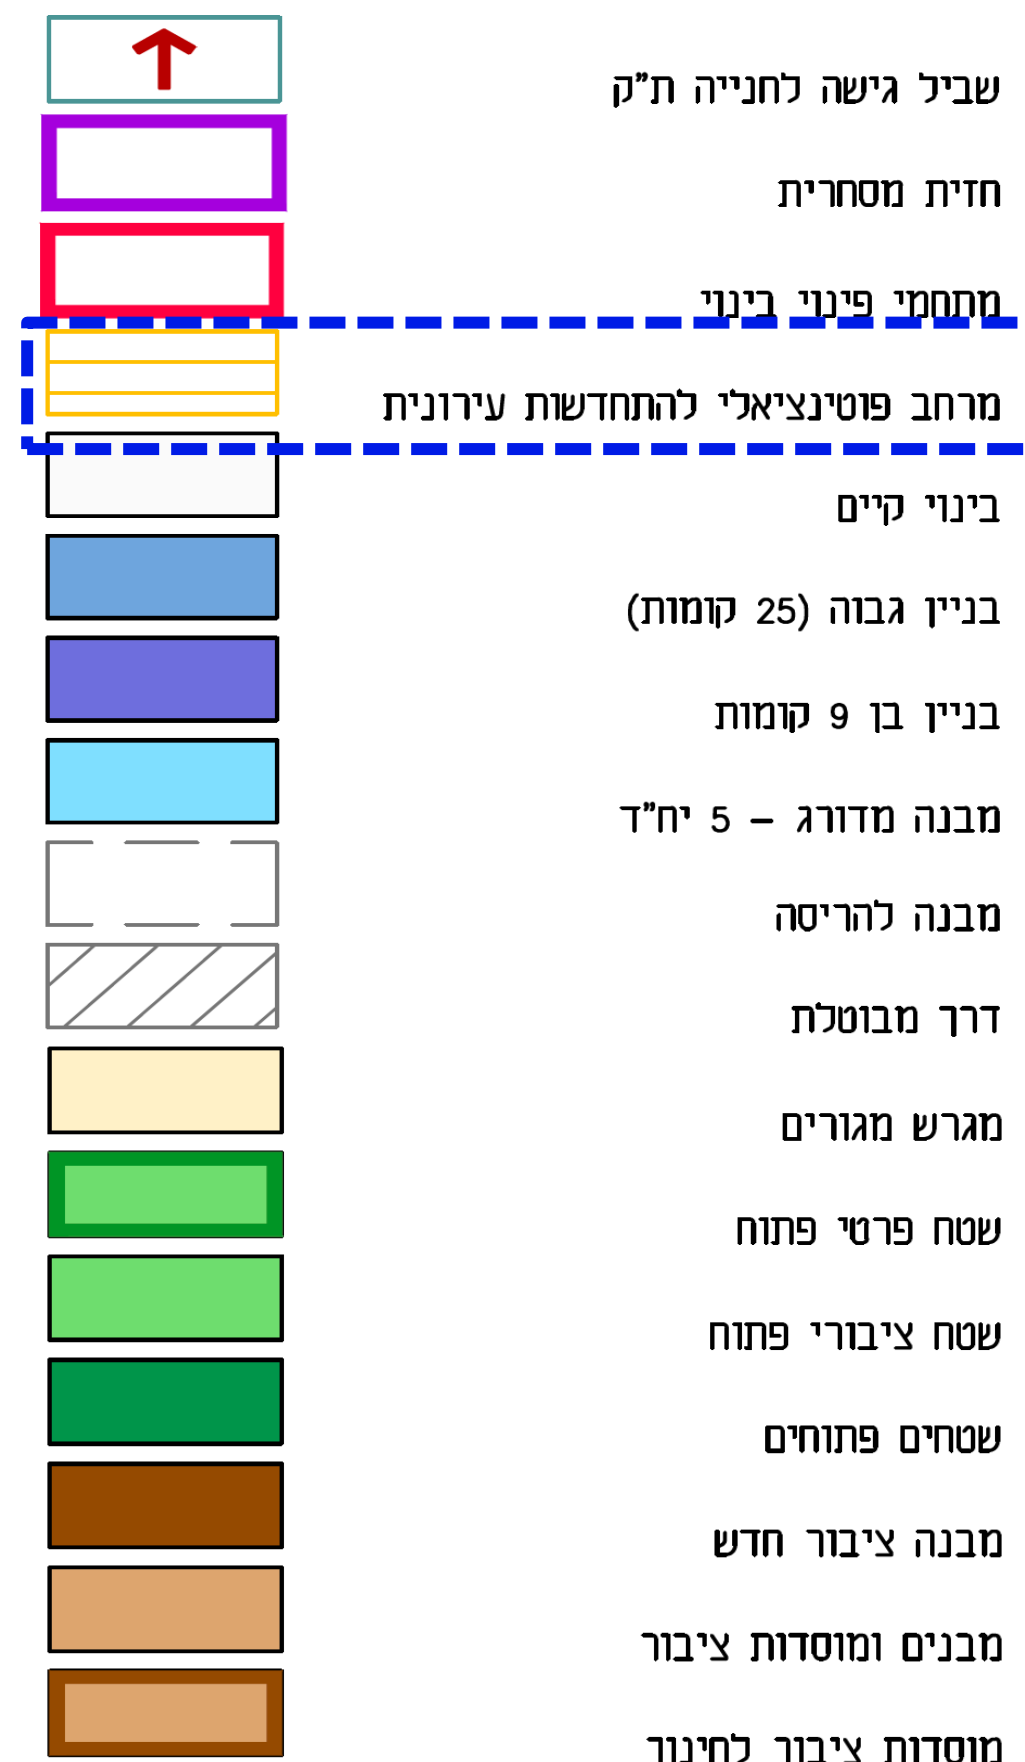 שביל גישה לחנייה ת"ק
חזית מסחרית
מתחמי פינוי בינוי
מרחב פוטינציאלי להתחדשות עירונית
בינוי קיים
בניין גבוה (25 קומות)
בניין בן 9 קומות
מבנה מדורג – 5 יח"ד
מבנה להריסה
דרך מבוטלת
מגרש מגורים
שטח פרטי פתוח
שטח ציבורי פתוח
שטחים פתוחים
מבנה ציבור חדש
מבנים ומוסדות ציבור
מוסדות ציבור לחינוך